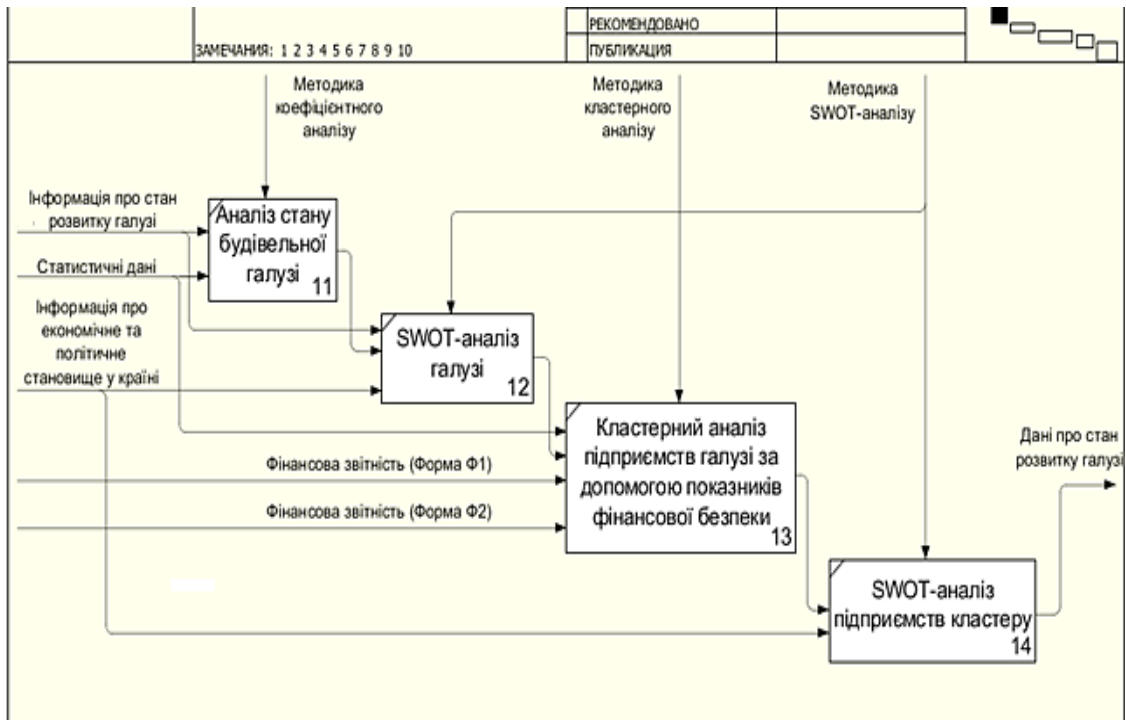 РЕКОМЕНДОВАНО
ЗАМЕЧАНИЯ: 1 2 3 4 5 6 7 8 9 10
ПУБЛИКАЦИЯ
Методика
коефіцієнтного
аналізу
Методика
кластерного
аналізу
Методика
SWOT-аналізу
Інформація про стан
розвитку галузі
Статистичні дані
Інформація про
економічне та
політичне
становище у країні
Аналіз стану
будівельної
галузі
11
SWOT-аналіз
галузі
12
Фінансова звітність (Форма Ф1)
Фінансова звітність (Форма Ф2)
Кластерний аналіз
підприємств галузі за
допомогою показників
фінансової безпеки
13
Дані про стан
розвитку галузі
SWOT-аналіз
підприємств кластеру
14